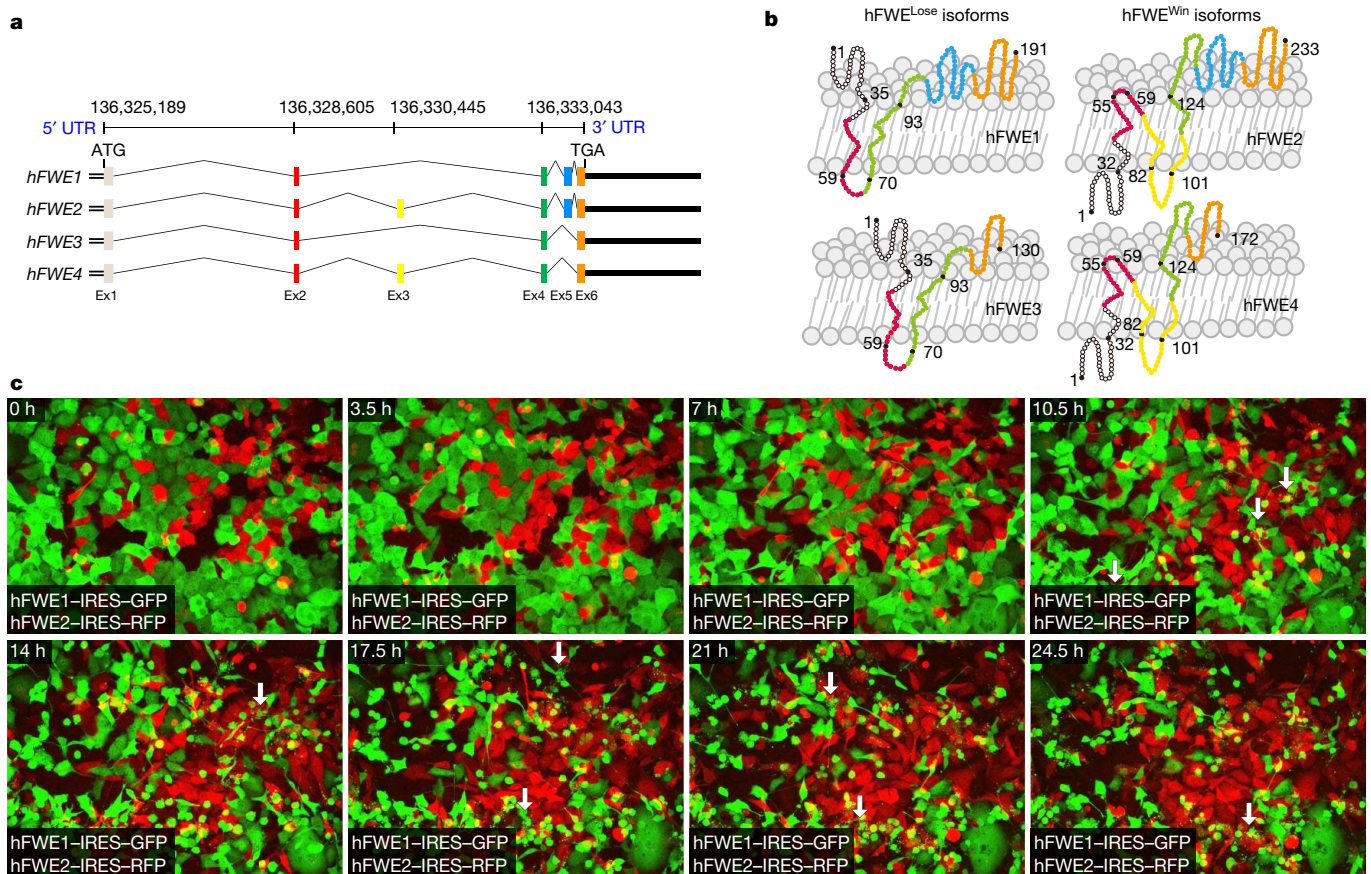 a
136,325,189 136,328,605 136,330,445 136,333,043
5′ UTR 3′ UTR
ATG TGA
hFWE1
hFWE2
hFWE3
hFWE4
Ex1 Ex2 Ex3 Ex4 Ex5 Ex6
b
hFWELose isoforms hFWEWin isoforms
1 35 59 70 93 191
hFWE1
1 32 55 59 82 101 124 233
hFWE2
1 35 59 70 93 130
hFWE3
1 32 55 59 82 101 124 172
hFWE4
c
0 h
hFWE1–IRES–GFP
hFWE2–IRES–RFP
3.5 h
hFWE1–IRES–GFP
hFWE2–IRES–RFP
7 h
hFWE1–IRES–GFP
hFWE2–IRES–RFP
10.5 h
hFWE1–IRES–GFP
hFWE2–IRES–RFP
14 h
hFWE1–IRES–GFP
hFWE2–IRES–RFP
17.5 h
hFWE1–IRES–GFP
hFWE2–IRES–RFP
21 h
hFWE1–IRES–GFP
hFWE2–IRES–RFP
24.5 h
hFWE1–IRES–GFP
hFWE2–IRES–RFP